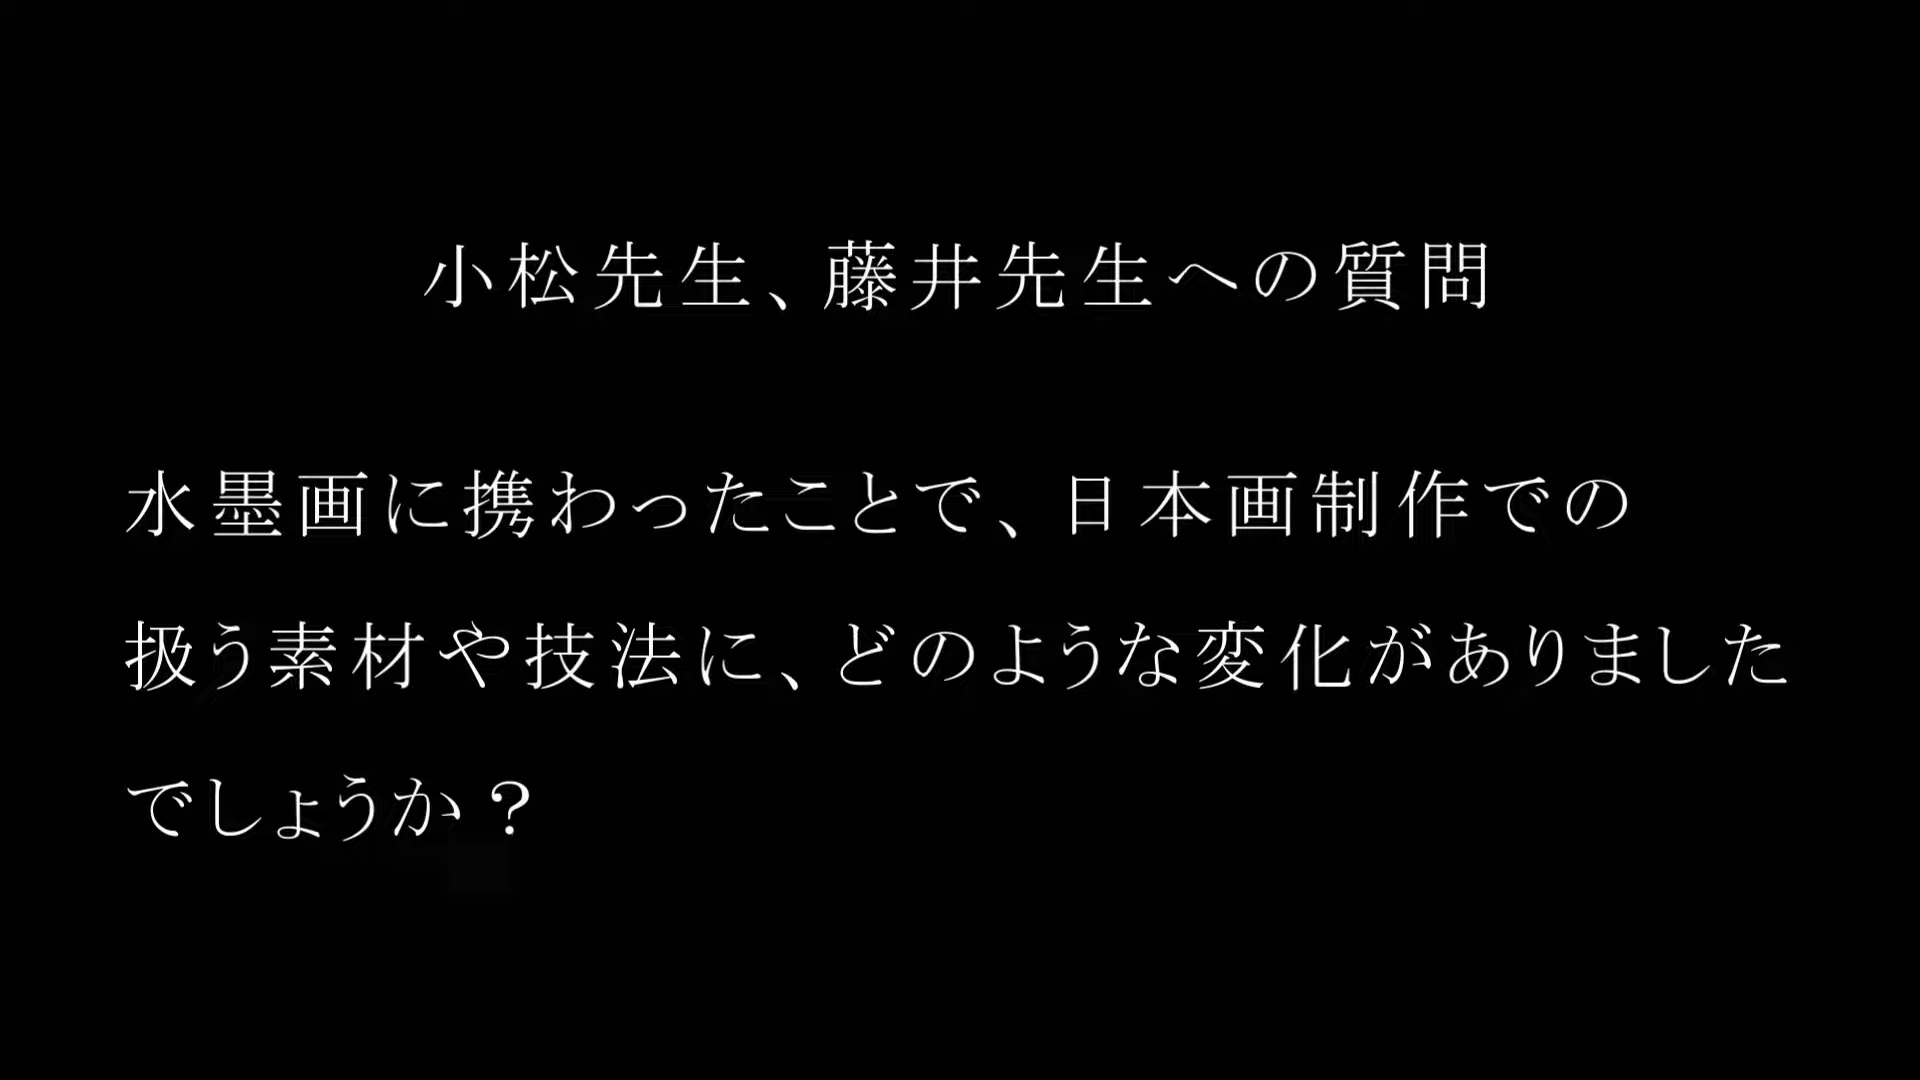 小松先生、藤井先生への質問
水墨画に携わったことで、日本画制作での
扱う素材や技法に、どのような変化がありました
でしょうか？